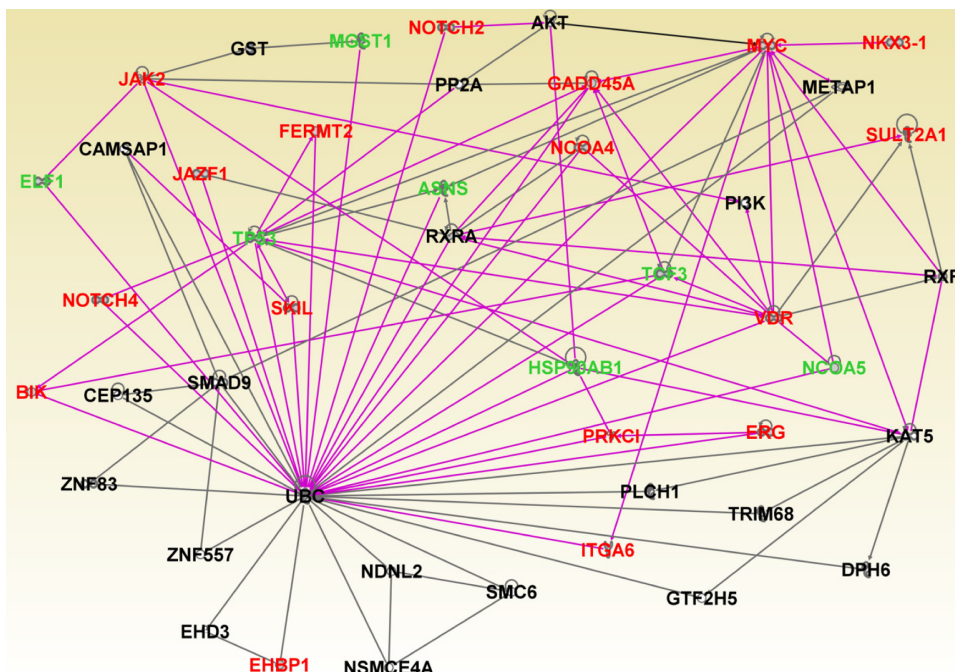 NOTCH2
AKT
MYC
NKX3-1
GST
MGST1
JAK2
PP2A
GADD45A
METAP1
FERMT2
NCOA4
SULT2A1
CAMSAP1
JAZF1
ELF1
ASNS
PI3K
TP53
RXRA
TCF3
RXR
NOTCH4
SKIL
VDR
HSP90AB1
NCOA5
BIK
CEP135
SMAD9
PRKCI
ERG
KAT5
ZNF83
UBC
PLCH1
TRIM68
ZNF557
ITGA6
NDNL2
DPH6
SMC6
GTF2H5
EHD3
EHBP1
NSMCE4A